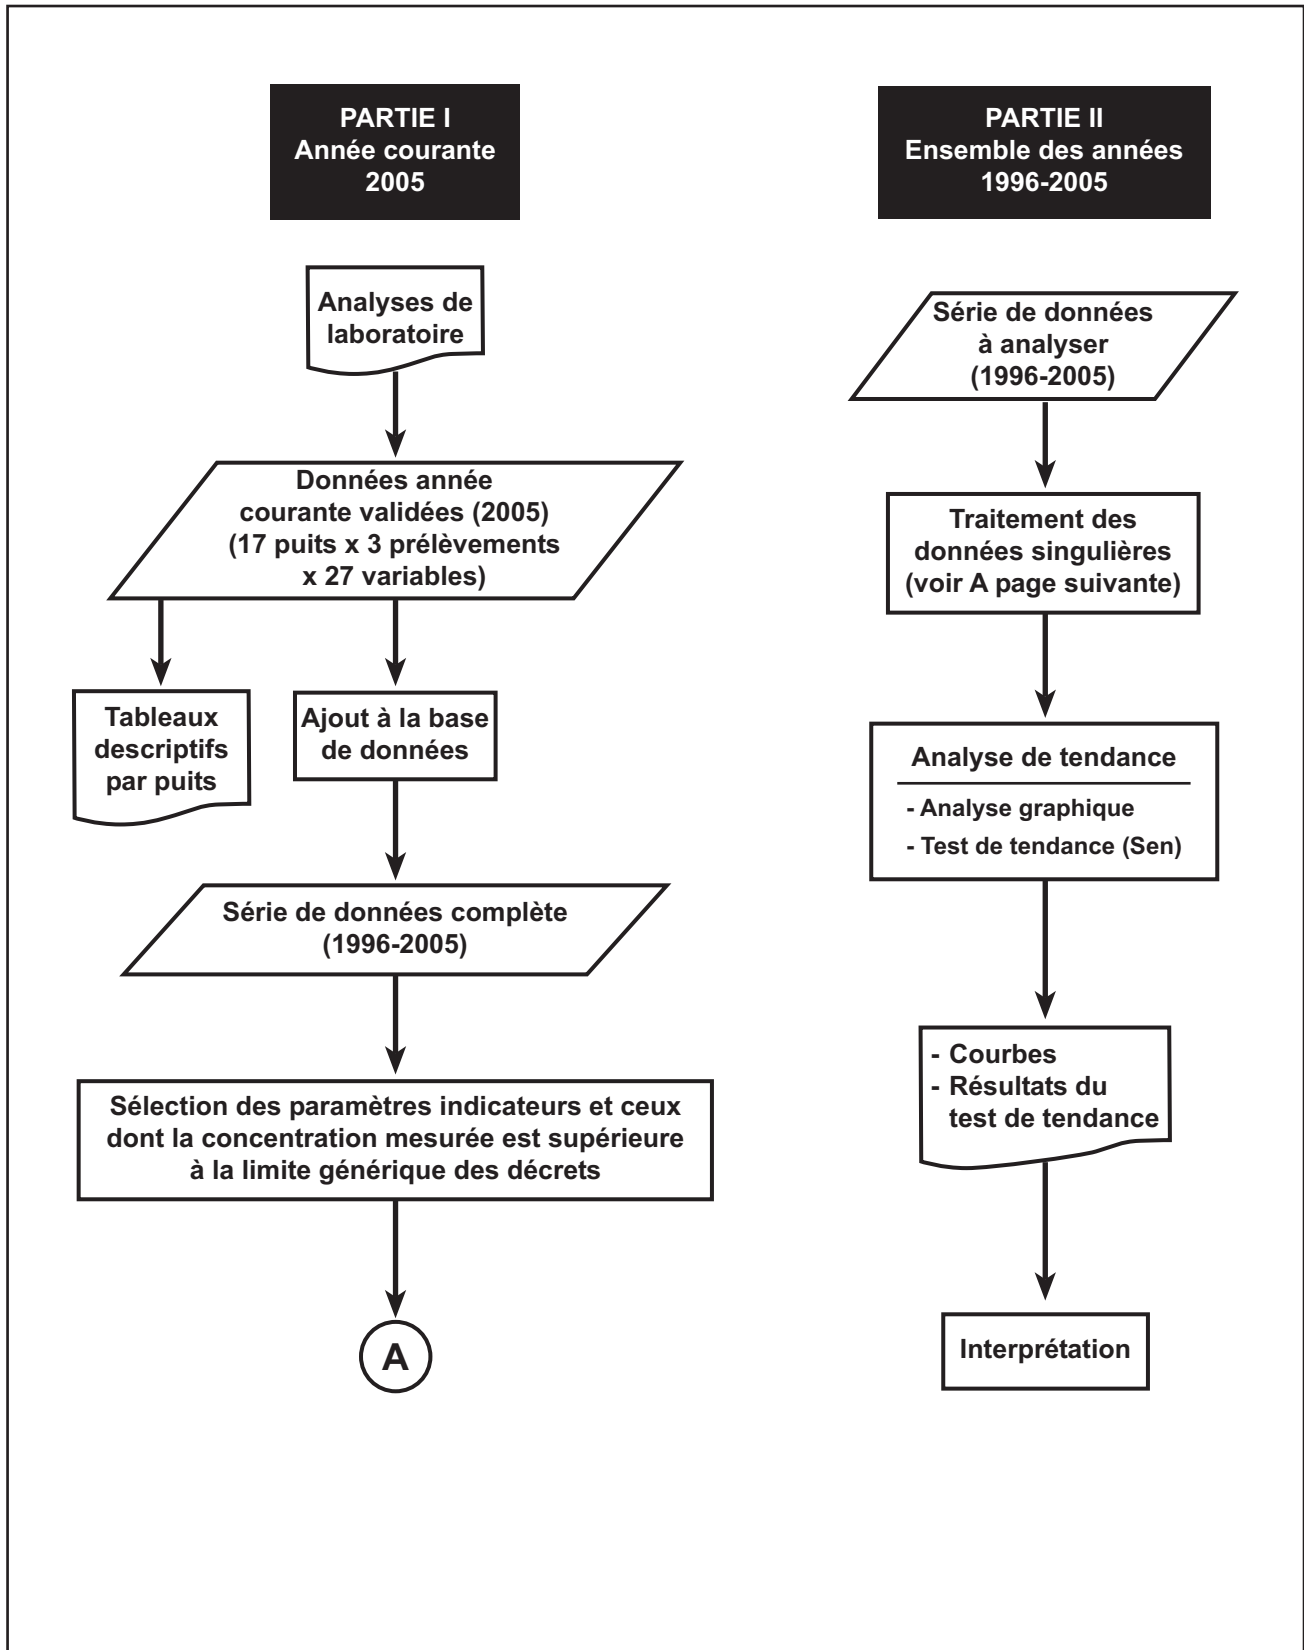 PARTIE I
Année courante
2005
Analyses de
laboratoire
Données année
courante validées (2005)
(17 puits x 3 prélèvements
x 27 variables)
Tableaux
descriptifs
par puits
Ajout à la base
de données
Série de données complète
(1996-2005)
Sélection des paramètres indicateurs et ceux
dont la concentration mesurée est supérieure
à la limite générique des décrets
A
PARTIE II
Ensemble des années
1996-2005
Série de données
à analyser
(1996-2005)
Traitement des
données singulières
(voir A page suivante)
Analyse de tendance
- Analyse graphique
- Test de tendance (Sen)
- Courbes
- Résultats du
test de tendance
Interprétation